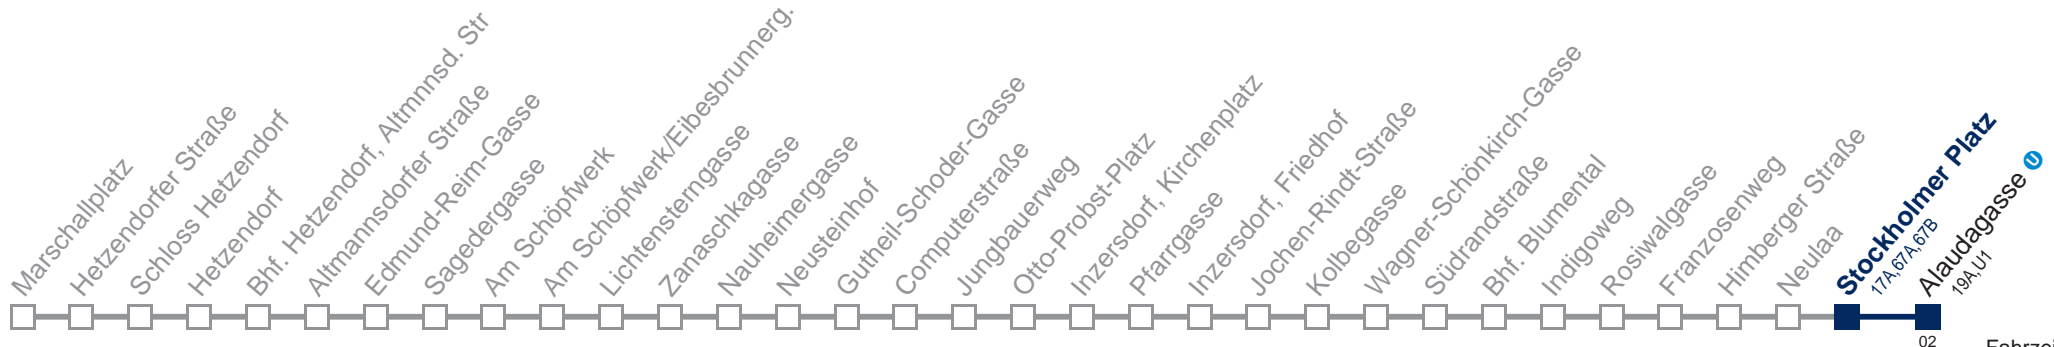 Marschallplatz
Hetzendorfer Straße
Schloss Hetzendorf
Hetzendorf
Bhf. Hetzendorf, Altmnnsd. Str
Altmannsdorfer Straße
Edmund-Reim-Gasse
Sagedergasse
Am Schöpfwerk
Am Schöpfwerk/Eibesbrunnerg.
Lichtensterngasse
Zanaschkagasse
Nauheimergasse
Neusteinhof
Gutheil-Schoder-Gasse
Computerstraße
Jungbauerweg
Otto-Probst-Platz
Inzersdorf, Kirchenplatz
Pfarrgasse
Inzersdorf, Friedhof
Jochen-Rindt-Straße
Kolbegasse
Wagner-Schönkirch-Gasse
Südrandstraße
Bhf. Blumental
Indigoweg
Rosiwalgasse
Franzosenweg
Himberger Straße
Neulaa
Stockholmer Platz
17A,67A,67B
Alaudagasse U
19A,U1
02